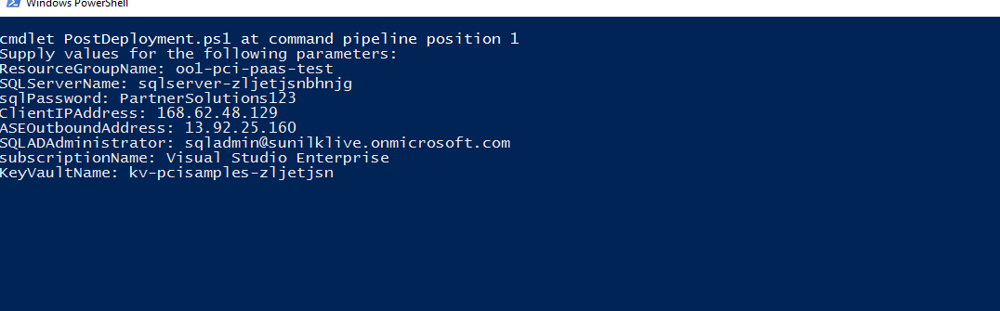 Windows PowerShell
cmdlet PostDeployment.ps1 at command pipeline position 1
Supply values for the following parameters:
ResourceGroupName: oo1-pci-paas-test
SQLServerName: sqlserver-zljetjsnbhnjg
sqlPassword: PartnerSolutions123
ClientIPAddress: 168.62.48.129
ASEOutboundAddress: 13.92.25.160
SQLADAdministrator: sqladmin@sunilklive.onmicrosoft.com
subscriptionName: Visual Studio Enterprise
KeyVaultName: kv-pcisamples-zljetjsn